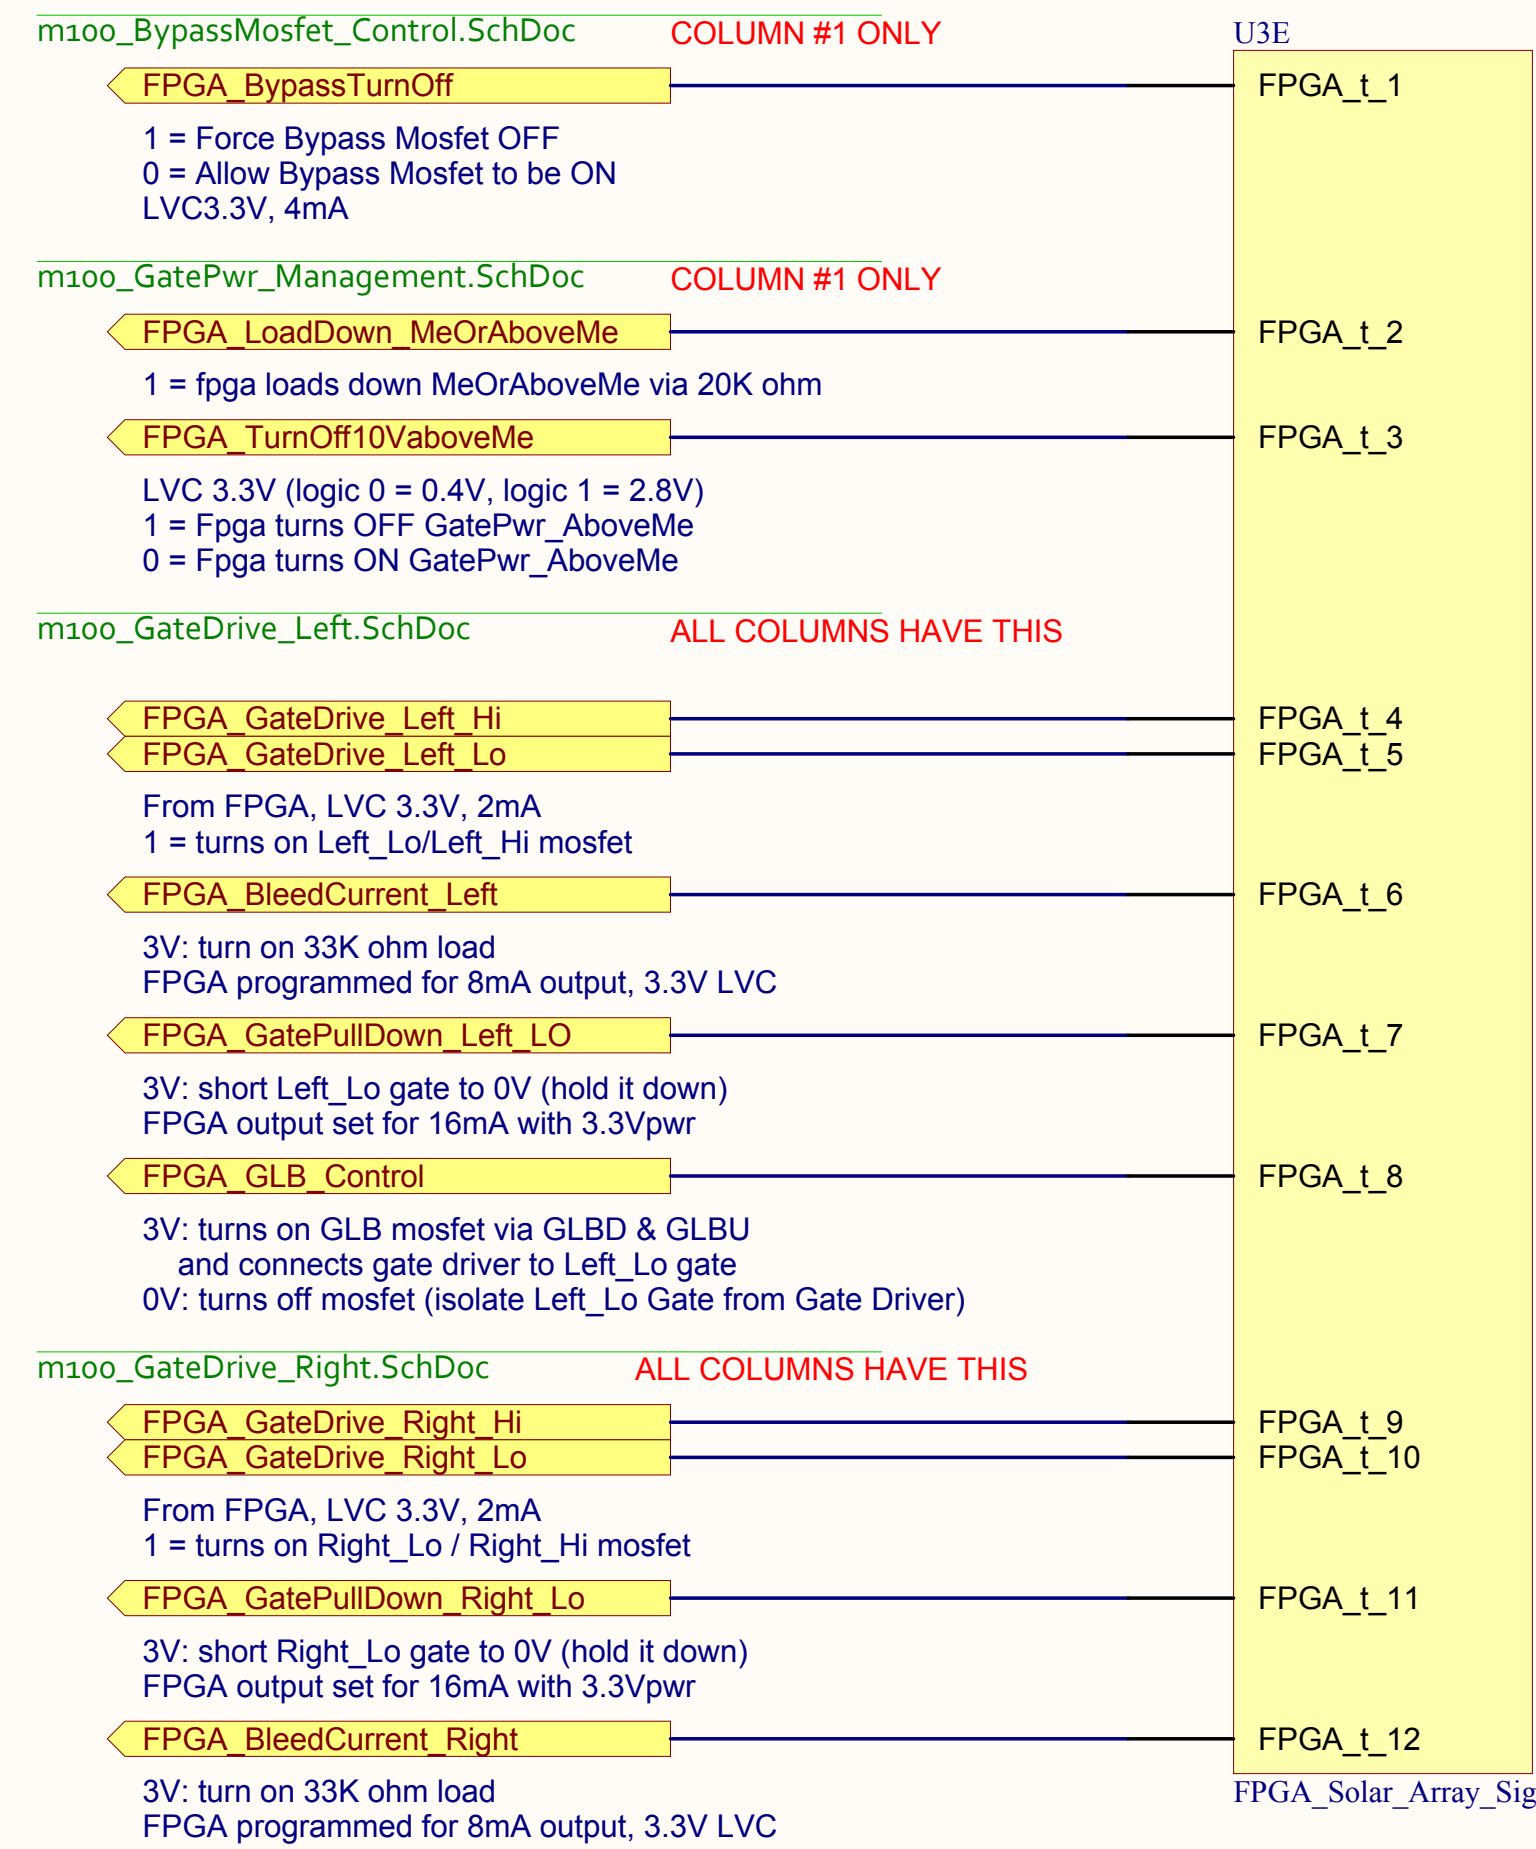 m100_BypassMosfet_Control.SchDoc COLUMN #1 ONLY U3E
FPGA_BypassTurnOff FPGA_t_1
1 = Force Bypass Mosfet OFF
0 = Allow Bypass Mosfet to be ON
LVC3.3V, 4mA
m100_GatePwr_Management.SchDoc COLUMN #1 ONLY
FPGA_LoadDown_MeOrAboveMe FPGA_t_2
1 = fpga loads down MeOrAboveMe via 20K ohm
FPGA_TurnOff10VaboveMe FPGA_t_3
LVC 3.3V (logic 0 = 0.4V, logic 1 = 2.8V)
1 = Fpga turns OFF GatePwr_AboveMe
0 = Fpga turns ON GatePwr_AboveMe
m100_GateDrive_Left.SchDoc ALL COLUMNS HAVE THIS
FPGA_GateDrive_Left_Hi FPGA_t_4
FPGA_GateDrive_Left_Lo FPGA_t_5
From FPGA, LVC 3.3V, 2mA
1 = turns on Left_Lo/Left_Hi mosfet
FPGA_BleedCurrent_Left FPGA_t_6
3V: turn on 33K ohm load
FPGA programmed for 8mA output, 3.3V LVC
FPGA_GatePullDown_Left_LO FPGA_t_7
3V: short Left_Lo gate to 0V (hold it down)
FPGA output set for 16mA with 3.3Vpwr
FPGA_GLB_Control FPGA_t_8
3V: turns on GLB mosfet via GLBD & GLBU
and connects gate driver to Left_Lo gate
0V: turns off mosfet (isolate Left_Lo Gate from Gate Driver)
m100_GateDrive_Right.SchDoc ALL COLUMNS HAVE THIS
FPGA_GateDrive_Right_Hi FPGA_t_9
FPGA_GateDrive_Right_Lo FPGA_t_10
From FPGA, LVC 3.3V, 2mA
1 = turns on Right_Lo / Right_Hi mosfet
FPGA_GatePullDown_Right_Lo FPGA_t_11
3V: short Right_Lo gate to 0V (hold it down)
FPGA output set for 16mA with 3.3Vpwr
FPGA_BleedCurrent_Right FPGA_t_12
3V: turn on 33K ohm load FPGA_Solar_Array_Sig
FPGA programmed for 8mA output, 3.3V LVC